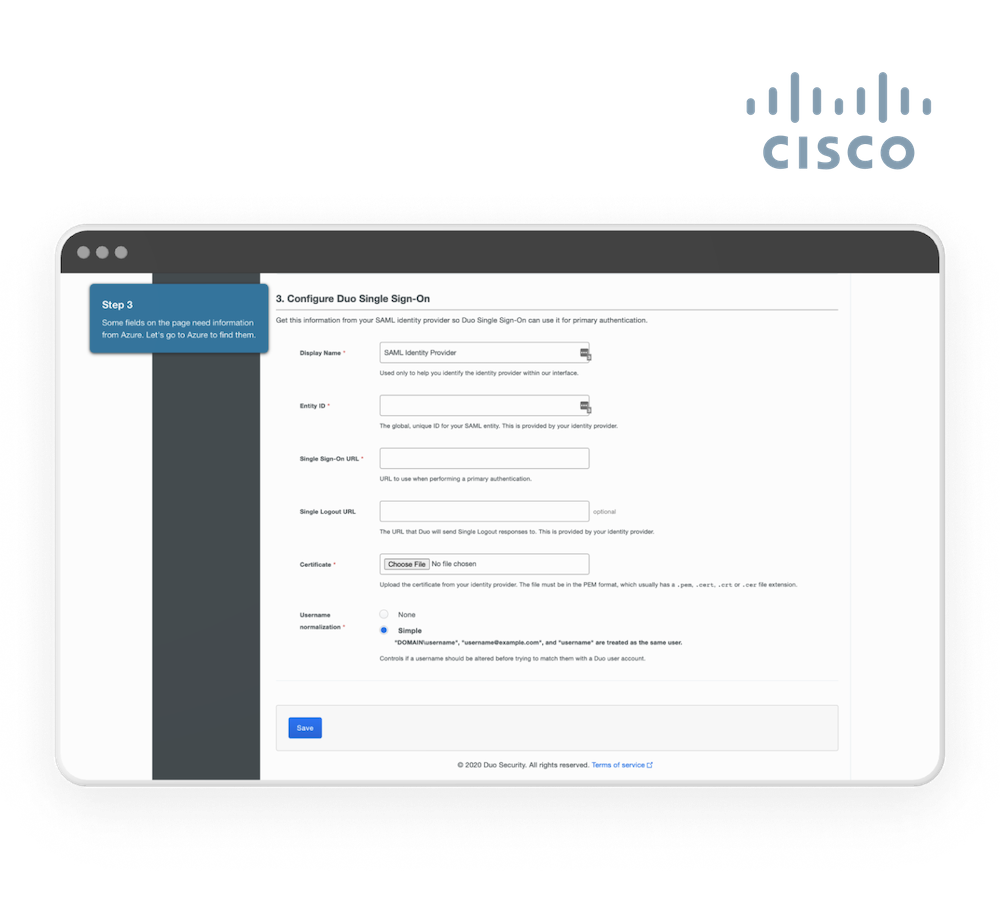 CISCO
Step 3
Some fields on the page need information
from Azure. Let's go to Azure to find them.
3. Configure Duo Single Sign-On
Get this information from your SAML identity provider so Duo Single Sign-On can use it for primary authentication.
Display Name *
SAML Identity Provider
Used only to help you identify the identity provider within our interface.
Entity ID *
The global, unique ID for your SAML entity. This is provided by your identity provider.
Single Sign-On URL *
URL to use when performing a primary authentication.
Single Logout URL
optional
The URL that Duo will send Single Logout responses to. This is provided by your identity provider.
Certificate *
Choose File No file chosen
Upload the certificate from your identity provider. The file must be in the PEM format, which usually has a .pem, .cert, .crt or .cer file extension.
Username
normalization *
None
Simple
"DOMAIN\username", "username@example.com", and "username" are treated as the same user.
Controls if a username should be altered before trying to match them with a Duo user account.
Save
© 2020 Duo Security. All rights reserved. Terms of service